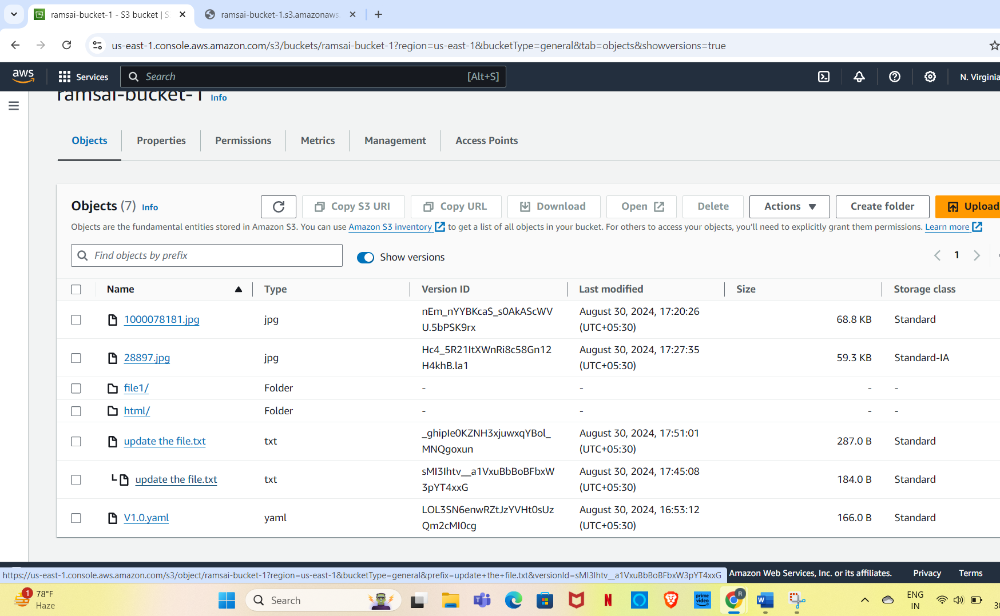 ramsai-bucket-1 - S3 bucket | S
ramsai-bucket-1.s3.amazonaws.
us-east-1.console.aws.amazon.com/s3/buckets/ramsai-bucket-1?region=us-east-1&bucketType=general&tab=objects&showversions=true
aws
Services
Search
[Alt+S]
N. Virginia
ramsai-bucket-1 Info
Objects
Properties
Permissions
Metrics
Management
Access Points
Objects (7) Info
Copy S3 URI
Copy URL
Download
Open
Delete
Actions
Create folder
Upload
Objects are the fundamental entities stored in Amazon S3. You can use Amazon S3 inventory to get a list of all objects in your bucket. For others to access your objects, you'll need to explicitly grant them permissions. Learn more
Find objects by prefix
Show versions
1
Name Type Version ID Last modified Size Storage class
1000078181.jpg jpg nEm_nYYBKcaS_s0AkAScWV August 30, 2024, 17:20:26 68.8 KB Standard
U.5bPSK9rx (UTC+05:30)
28897.jpg jpg Hc4_5R21ItXWnRi8c58Gn12 August 30, 2024, 17:27:35 59.3 KB Standard-IA
H4khB.la1 (UTC+05:30)
file1/ Folder - - - -
html/ Folder - - - -
update the file.txt txt _ghipIe0KZNH3xjuwxqYBol_ August 30, 2024, 17:51:01 287.0 B Standard
MNQgoxun (UTC+05:30)
update the file.txt txt sMI3Ihtv__a1VxuBbBoBFbxW August 30, 2024, 17:45:08 184.0 B Standard
3pYT4xxG (UTC+05:30)
V1.0.yaml yaml LOL3SN6enwRZtJzYVHt0sUz August 30, 2024, 16:53:12 166.0 B Standard
Qm2cMI0cg (UTC+05:30)
https://us-east-1.console.aws.amazon.com/s3/object/ramsai-bucket-1?region=us-east-1&bucketType=general&prefix=update+the+file.txt&versionId=sMI3Ihtv__a1VxuBbBoBFbxW3pYT4xxG
Amazon Web Services, Inc. or its affiliates.
Privacy
Terms
1
78°F
Haze
Search
N
prime video
R
W
ENG
IN
30